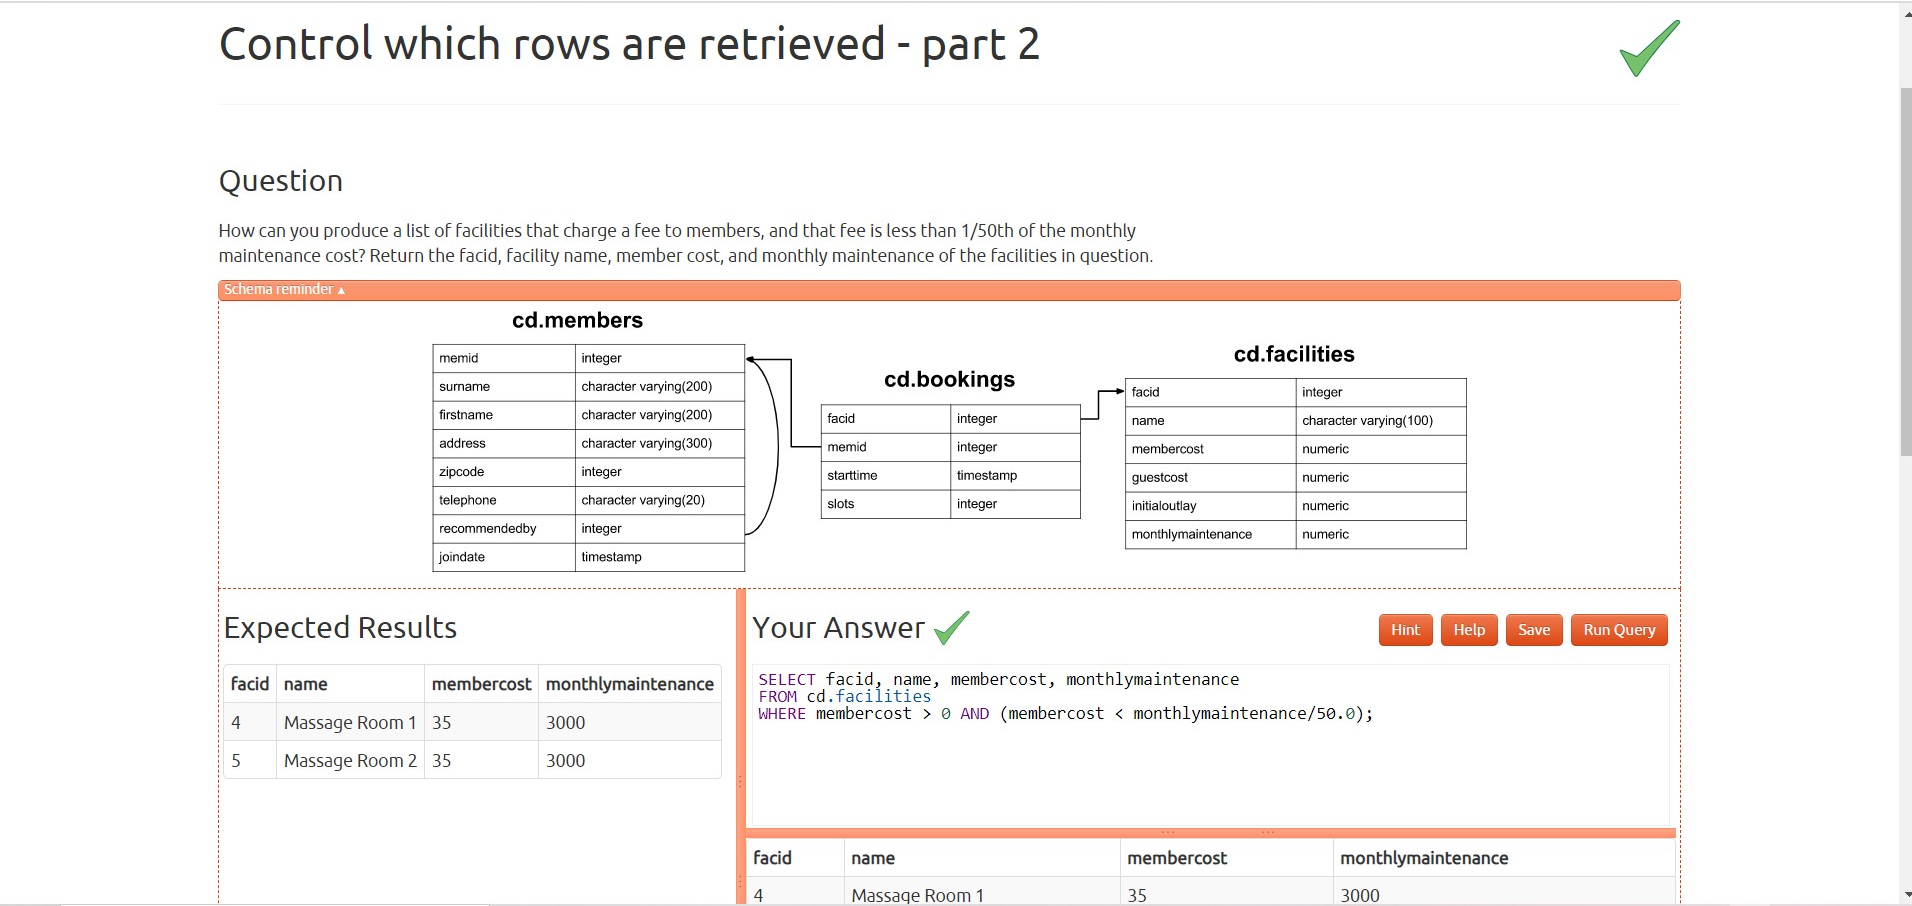 Control which rows are retrieved - part 2
Question
How can you produce a list of facilities that charge a fee to members, and that fee is less than 1/50th of the monthly
maintenance cost? Return the facid, facility name, member cost, and monthly maintenance of the facilities in question.
Schema reminder ▲
cd.members
memid integer
surname character varying(200)
firstname character varying(200)
address character varying(300)
zipcode integer
telephone character varying(20)
recommendedby integer
joindate timestamp
cd.bookings
facid integer
memid integer
starttime timestamp
slots integer
cd.facilities
facid integer
name character varying(100)
membercost numeric
guestcost numeric
initialoutlay numeric
monthlymaintenance numeric
Expected Results
facid name membercost monthlymaintenance
4 Massage Room 1 35 3000
5 Massage Room 2 35 3000
Your Answer
Hint Help Save Run Query
SELECT facid, name, membercost, monthlymaintenance
FROM cd.facilities
WHERE membercost > 0 AND (membercost < monthlymaintenance/50.0);
facid name membercost monthlymaintenance
4 Massage Room 1 35 3000